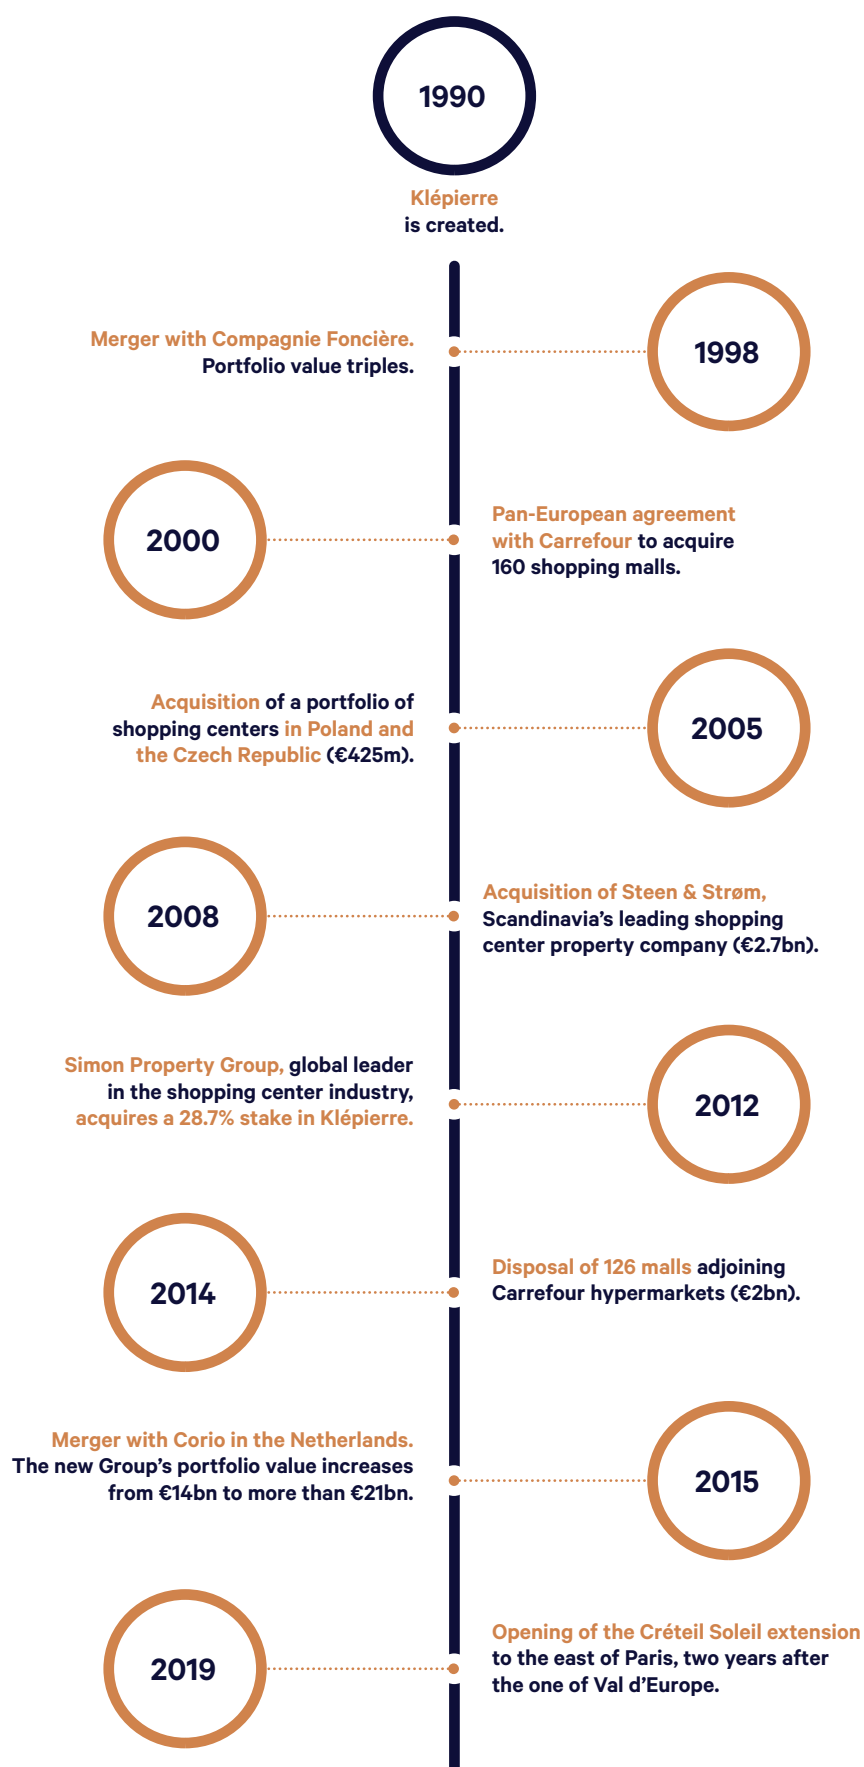 1990
Klépierre
is created.
Merger with Compagnie Foncière.
Portfolio value triples.
1998
2000
Pan-European agreement
with Carrefour to acquire
160 shopping malls.
Acquisition of a portfolio of
shopping centers in Poland and
the Czech Republic (€425m).
2005
2008
Acquisition of Steen & Strøm,
Scandinavia’s leading shopping
center property company (€2.7bn).
Simon Property Group, global leader
in the shopping center industry,
acquires a 28.7% stake in Klépierre.
2012
2014
Disposal of 126 malls adjoining
Carrefour hypermarkets (€2bn).
Merger with Corio in the Netherlands.
The new Group’s portfolio value increases
from €14bn to more than €21bn.
2015
2019
Opening of the Créteil Soleil extension
to the east of Paris, two years after
the one of Val d’Europe.